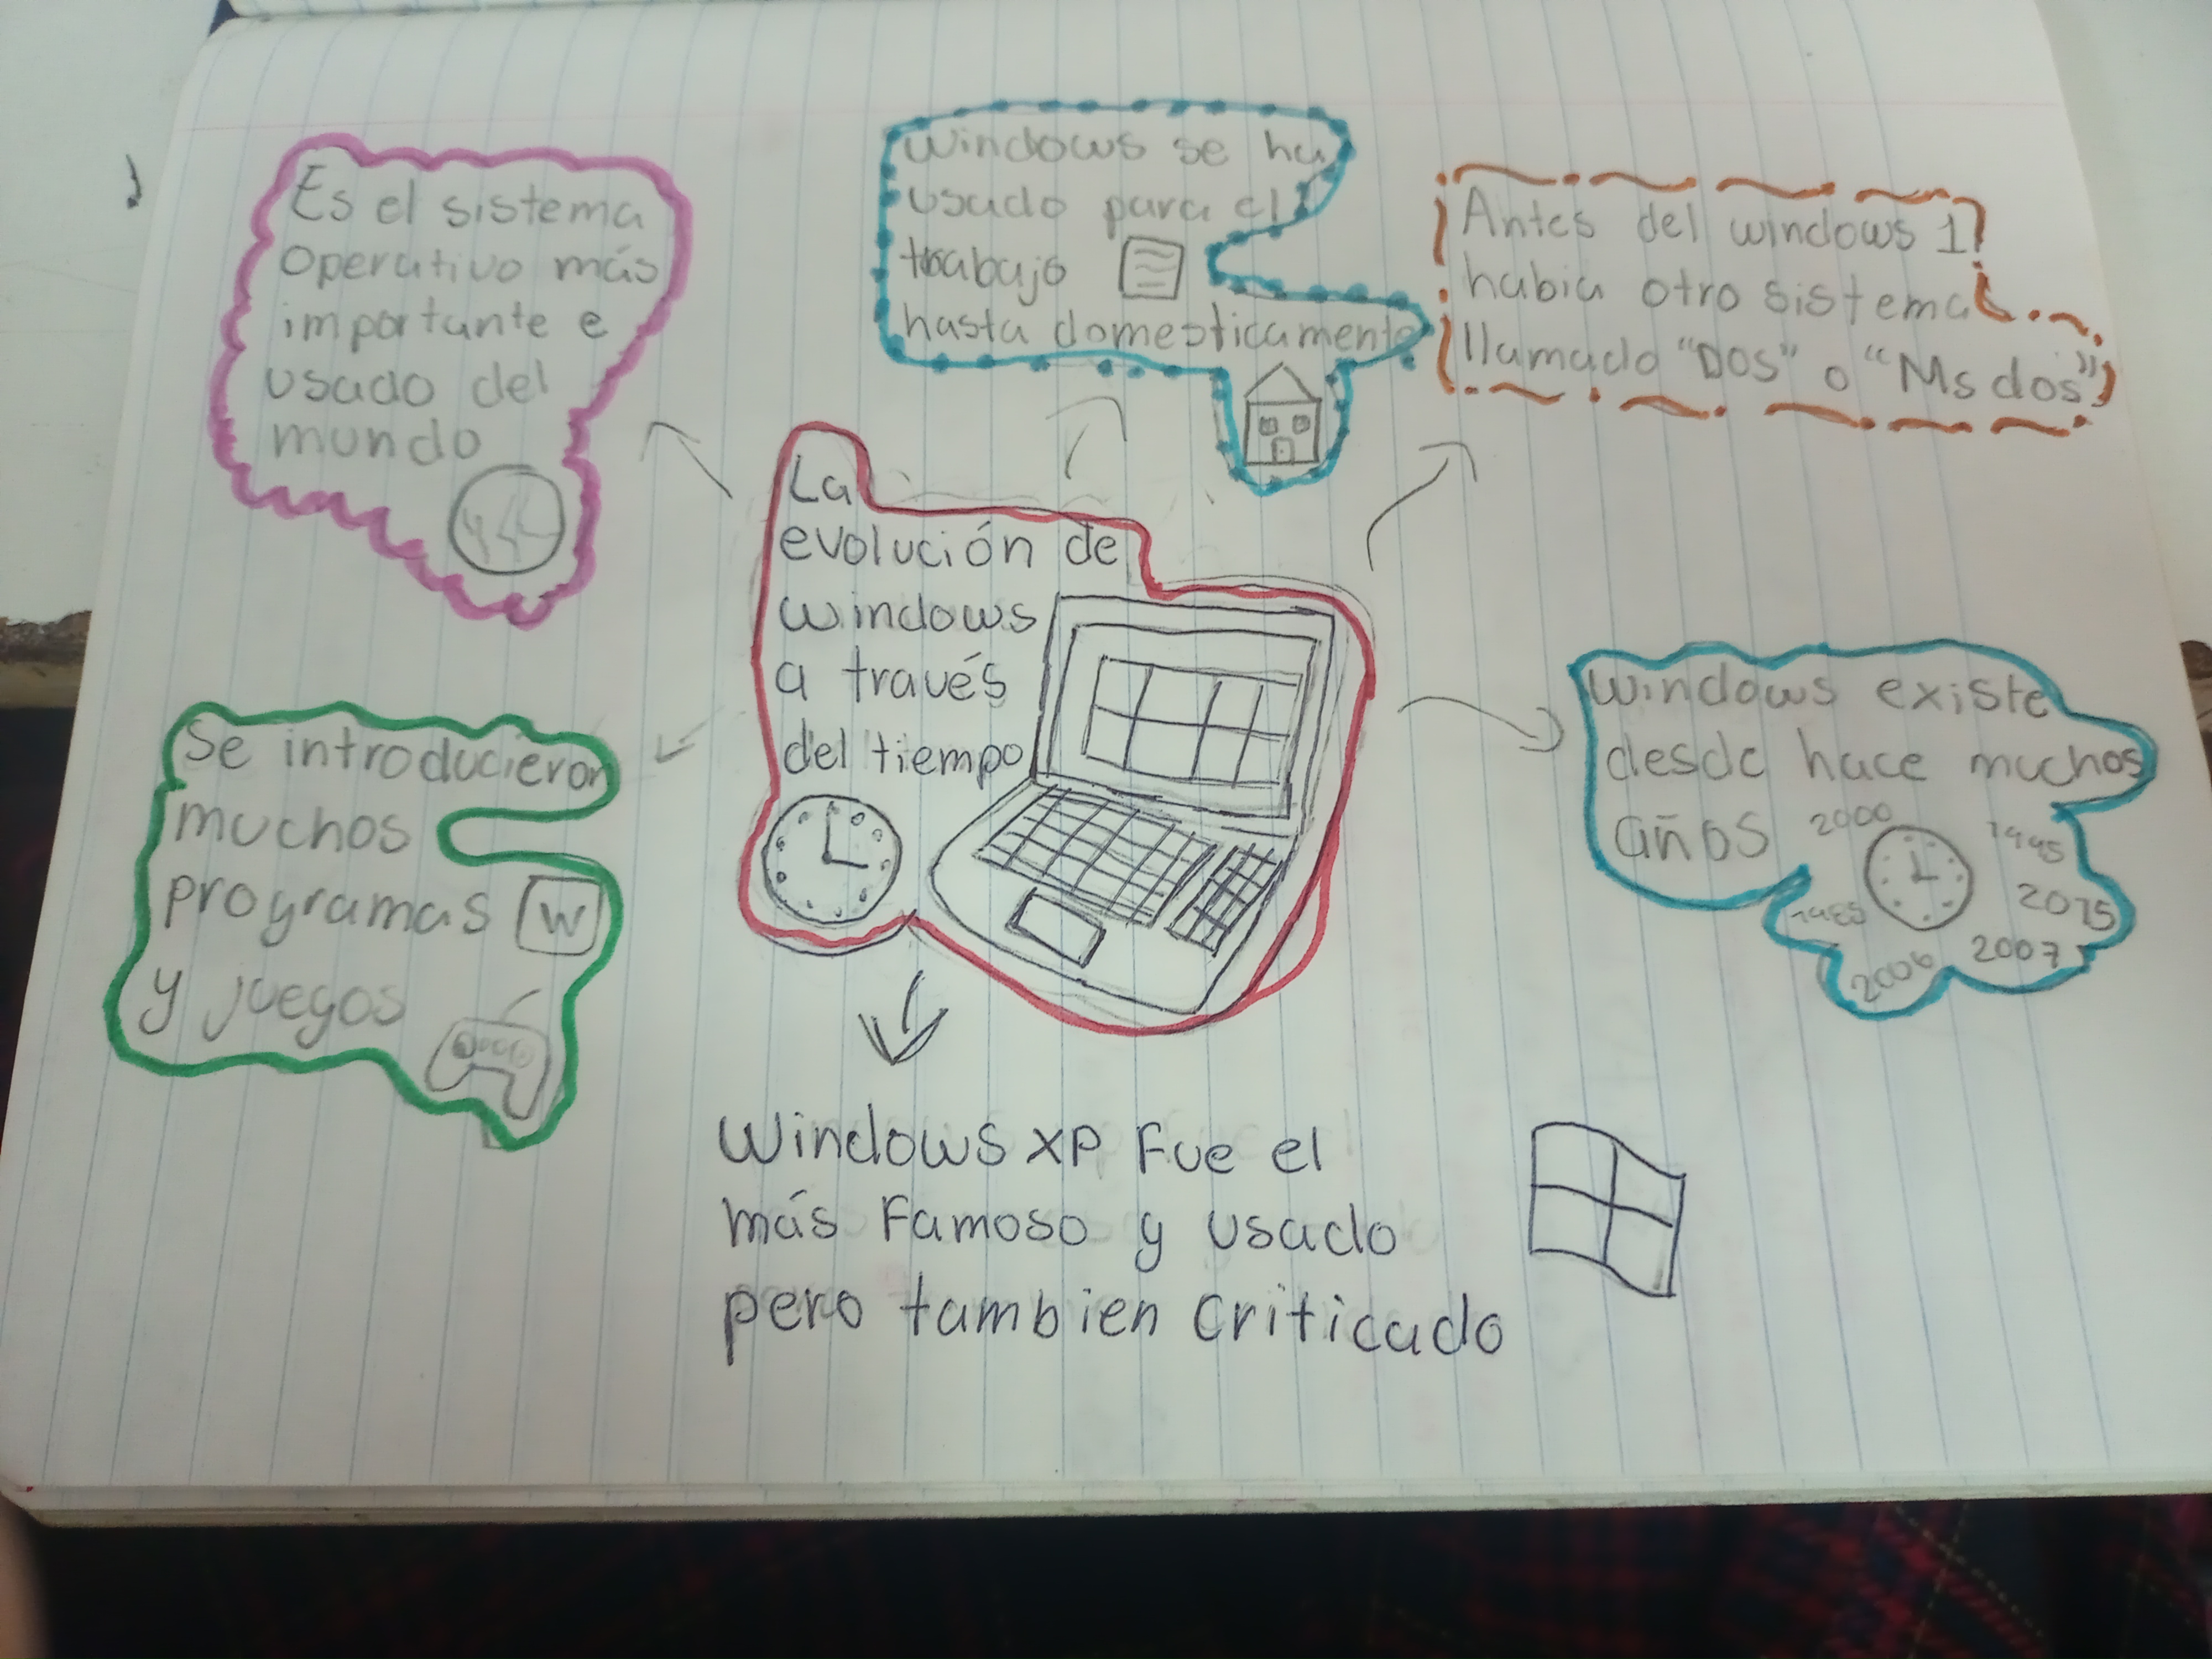 Es el sistema
Operativo más
importante e
usado del
mundo
Windows se ha
usado para el
trabajo
hasta domesticamente
Antes del windows 1
habia otro sistema
llamado "DOS" o "Ms dos"
La
evolución de
windows
a través
del tiempo
Windows existe
desde hace muchos
años
2000
1995
2015
1985
2007
2006
Se introducieron
muchos
programas W
y juegos
Windows XP Fue el
más Famoso y usado
pero tambien Criticado